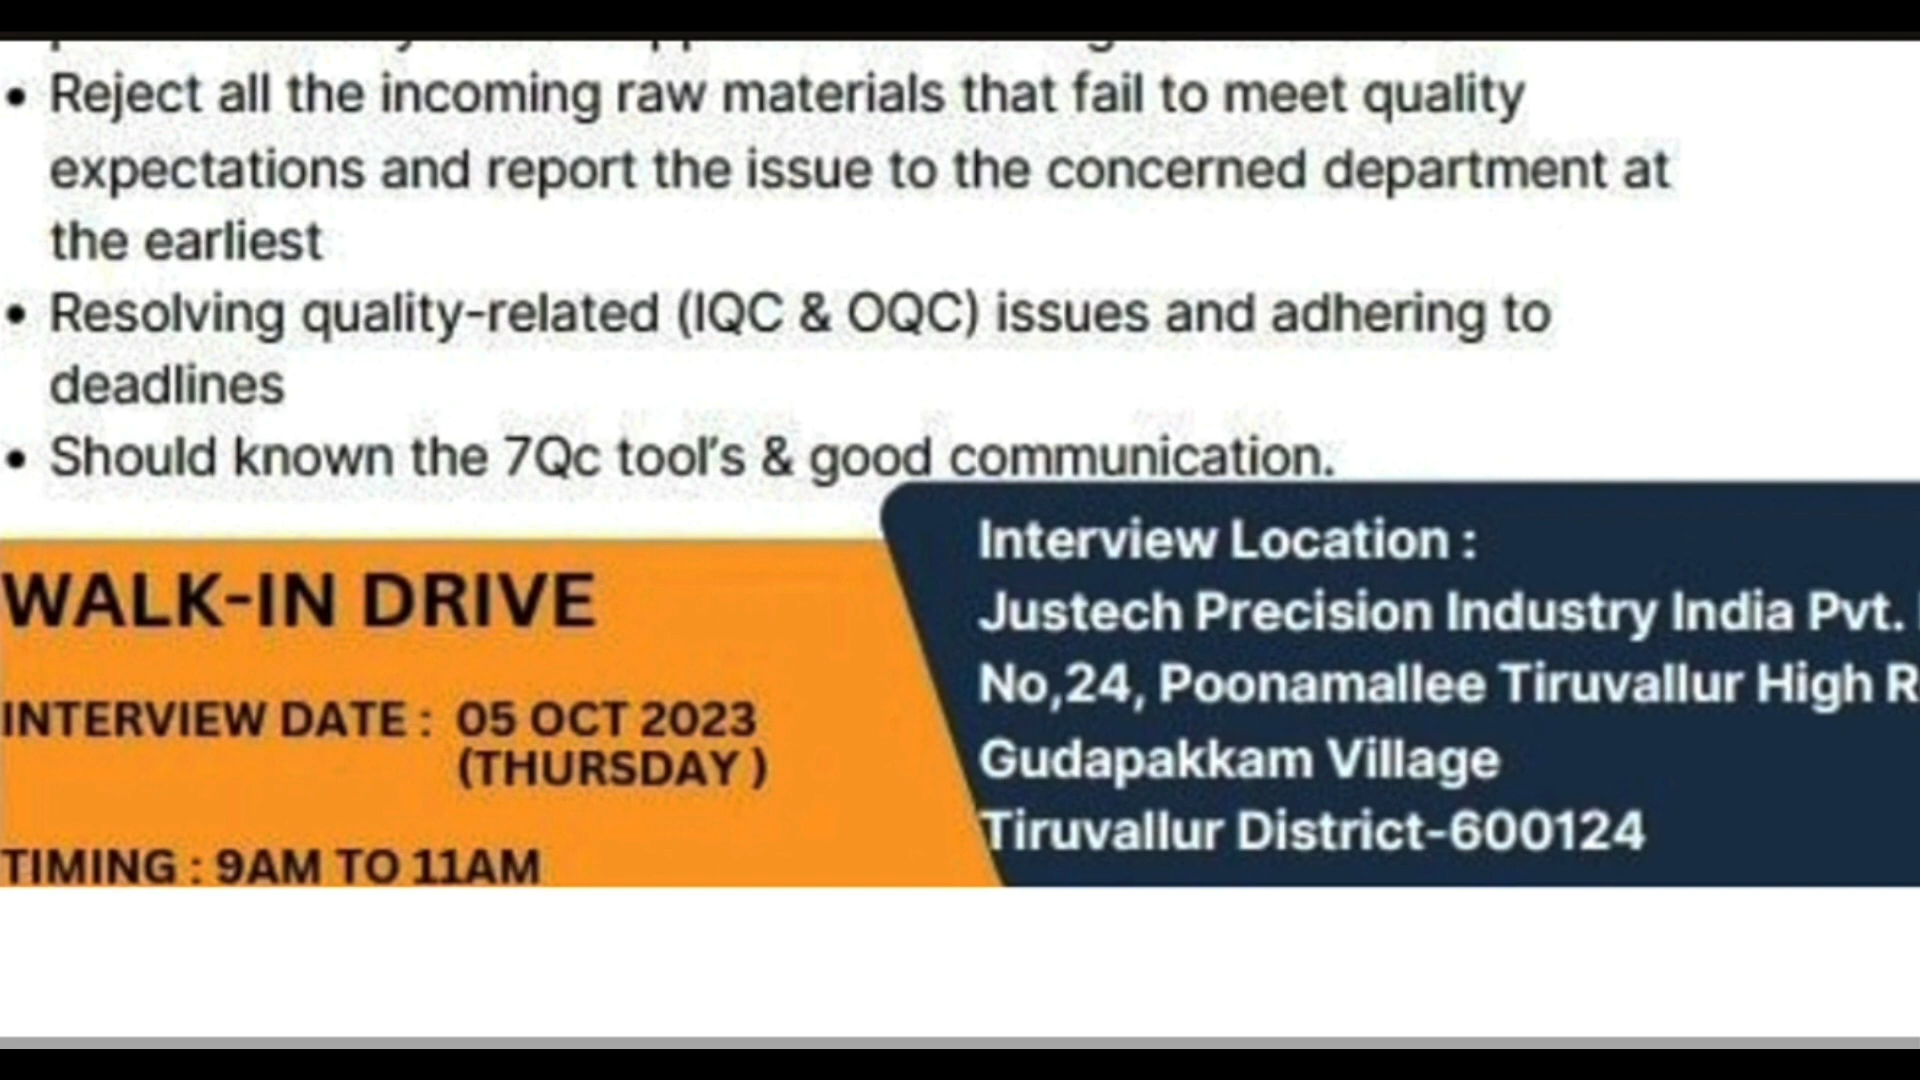 • Reject all the incoming raw materials that fail to meet quality
expectations and report the issue to the concerned department at
the earliest
• Resolving quality-related (IQC & OQC) issues and adhering to
deadlines
• Should known the 7Qc tool's & good communication.
WALK-IN DRIVE
INTERVIEW DATE : 05 OCT 2023
(THURSDAY )
TIMING : 9AM TO 11AM
Interview Location :
Justech Precision Industry India Pvt.
No,24, Poonamallee Tiruvallur High
Gudapakkam Village
Tiruvallur District-600124